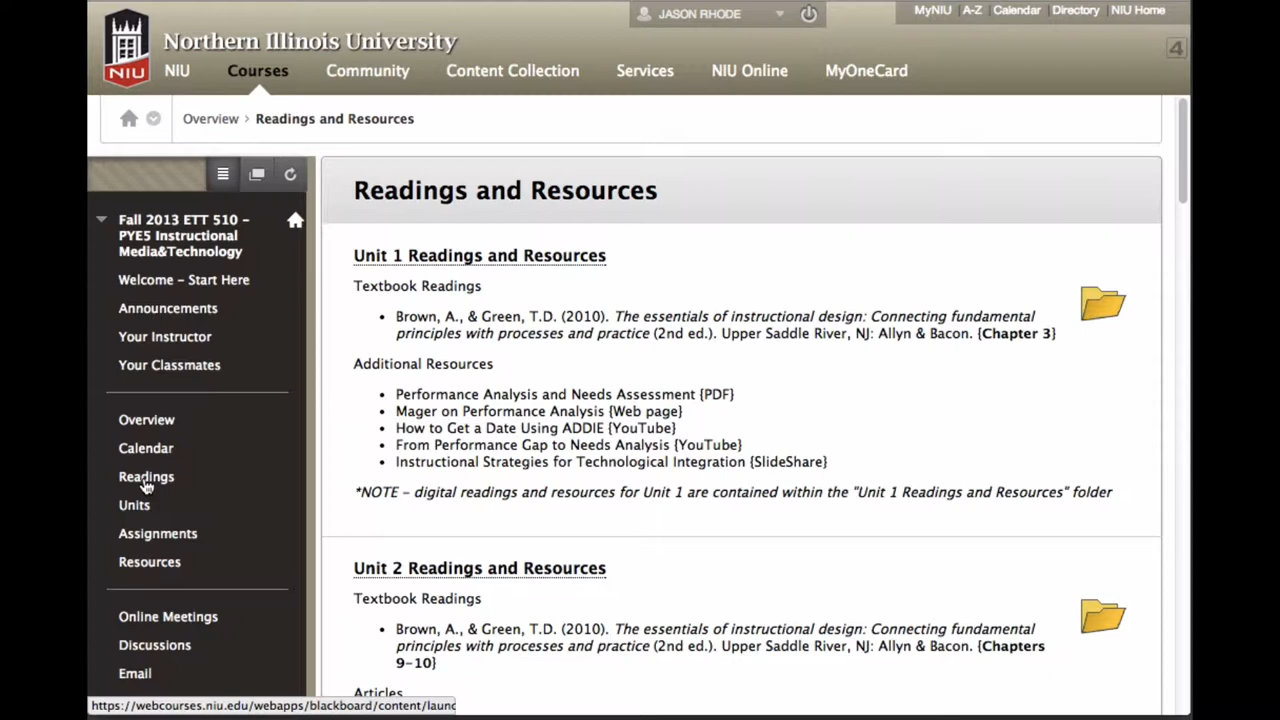 JASON RHODE
MyNIU A-Z Calendar Directory NIU Home
NIU
Northern Illinois University
4
NIU Courses Community Content Collection Services NIU Online MyOneCard
Overview › Readings and Resources
Fall 2013 ETT 510 -
PYE5 Instructional
Media&Technology
Welcome - Start Here
Announcements
Your Instructor
Your Classmates
Overview
Calendar
Readings
Units
Assignments
Resources
Online Meetings
Discussions
Email
https://webcourses.niu.edu/webapps/blackboard/content/laun
Readings and Resources
Unit 1 Readings and Resources
Textbook Readings
• Brown, A., & Green, T.D. (2010). The essentials of instructional design: Connecting fundamental
principles with processes and practice (2nd ed.). Upper Saddle River, NJ: Allyn & Bacon. {Chapter 3}
Additional Resources
• Performance Analysis and Needs Assessment {PDF}
• Mager on Performance Analysis {Web page}
• How to Get a Date Using ADDIE {YouTube}
• From Performance Gap to Needs Analysis {YouTube}
• Instructional Strategies for Technological Integration {SlideShare}
*NOTE - digital readings and resources for Unit 1 are contained within the "Unit 1 Readings and Resources" folder
Unit 2 Readings and Resources
Textbook Readings
• Brown, A., & Green, T.D. (2010). The essentials of instructional design: Connecting fundamental
principles with processes and practice (2nd ed.). Upper Saddle River, NJ: Allyn & Bacon. {Chapters
9-10}
Articles